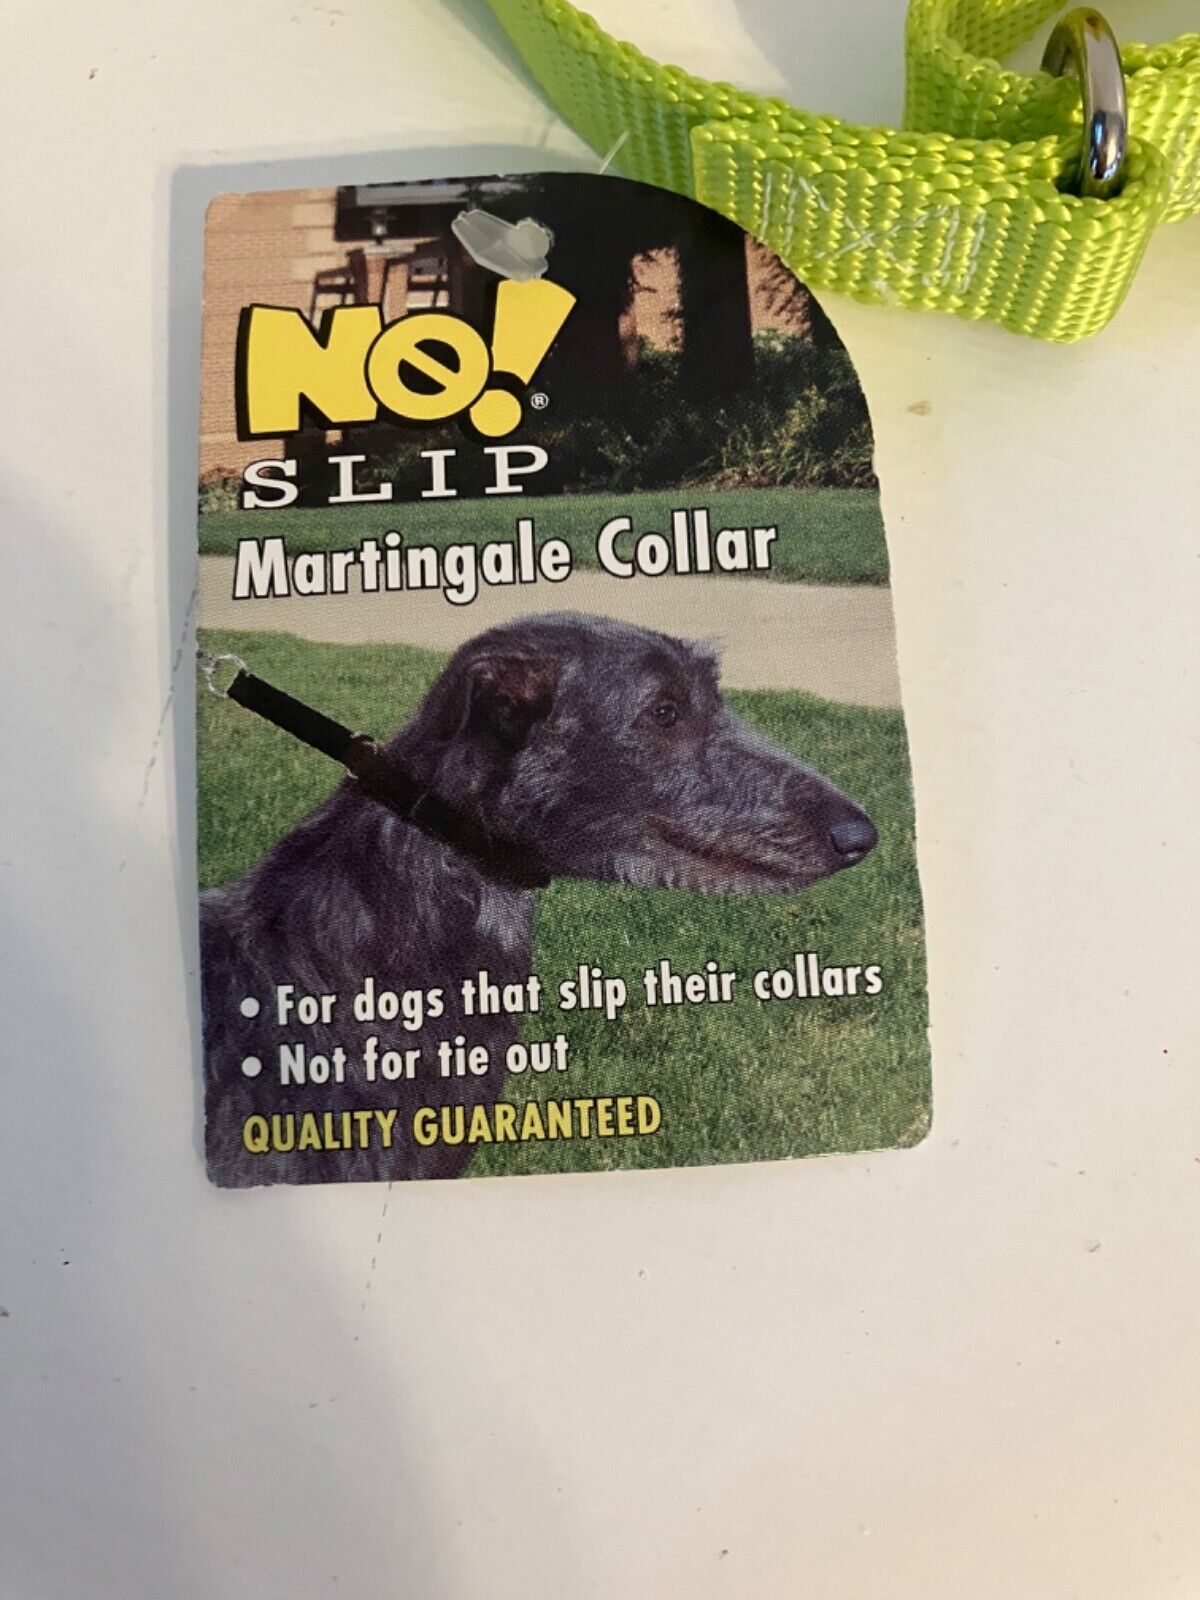 NO!®
SLIP
Martingale Collar
• For dogs that slip their collars
• Not for tie out
QUALITY GUARANTEED